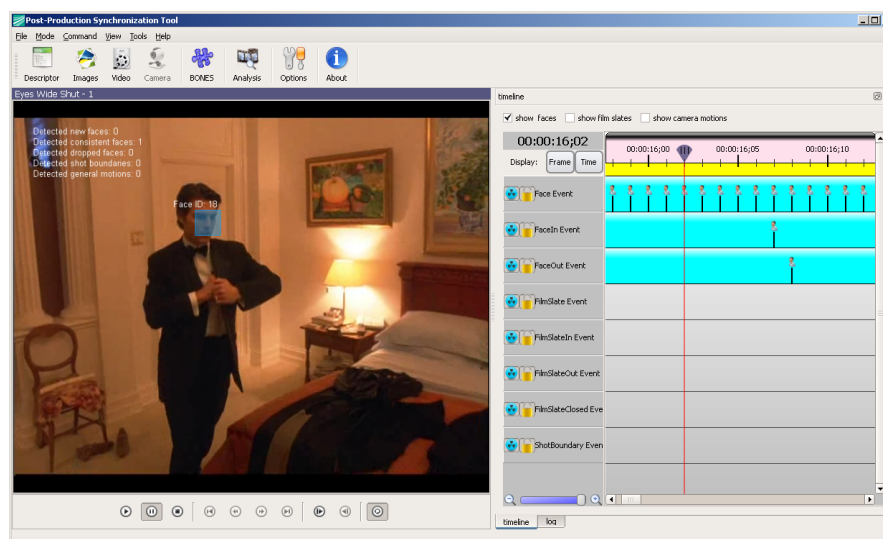 Post-Production Synchronization Tool
File Mode Command View Tools Help
Descriptor Images Video Camera BONES Analysis Options About
Eyes Wide Shut - 1
Detected new faces: 0
Detected consistent faces: 1
Detected dropped faces: 0
Detected shot boundaries: 0
Detected general motions: 0
Face ID: 18
timeline
show faces show film slates show camera motions
00:00:16;02
Display: Frame Time
00:00:16;00 00:00:16;05 00:00:16;10
Face Event
FaceIn Event
FaceOut Event
FilmSlate Event
FilmSlateIn Event
FilmSlateOut Event
FilmSlateClosed Eve
ShotBoundary Even
timeline log